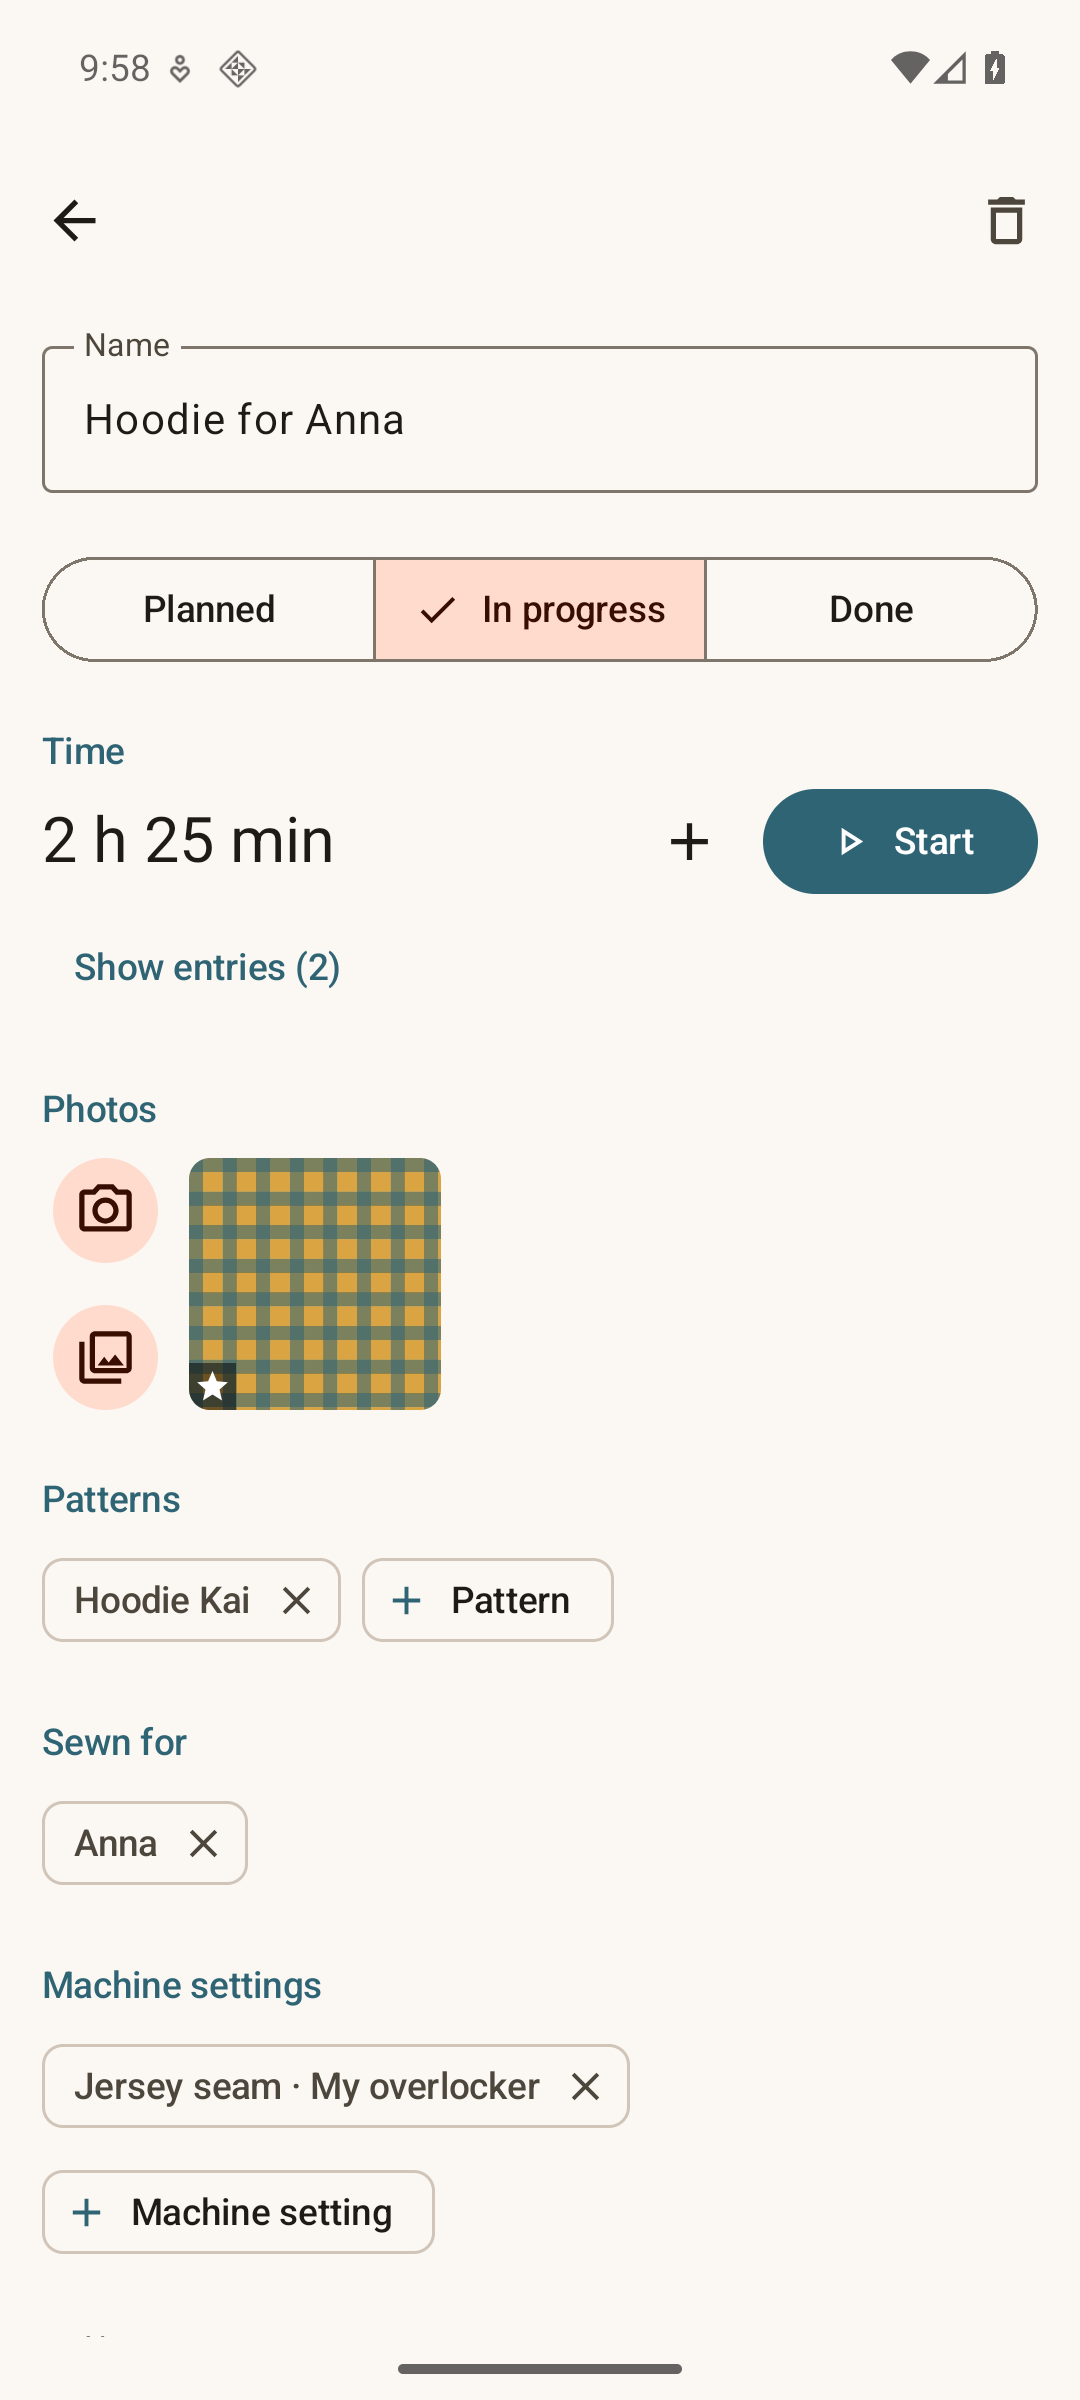 9:58
Name
Hoodie for Anna
Planned
In progress
Done
Time
2 h 25 min
Start
Show entries (2)
Photos
Patterns
Hoodie Kai
Pattern
Sewn for
Anna
Machine settings
Jersey seam · My overlocker
Machine setting